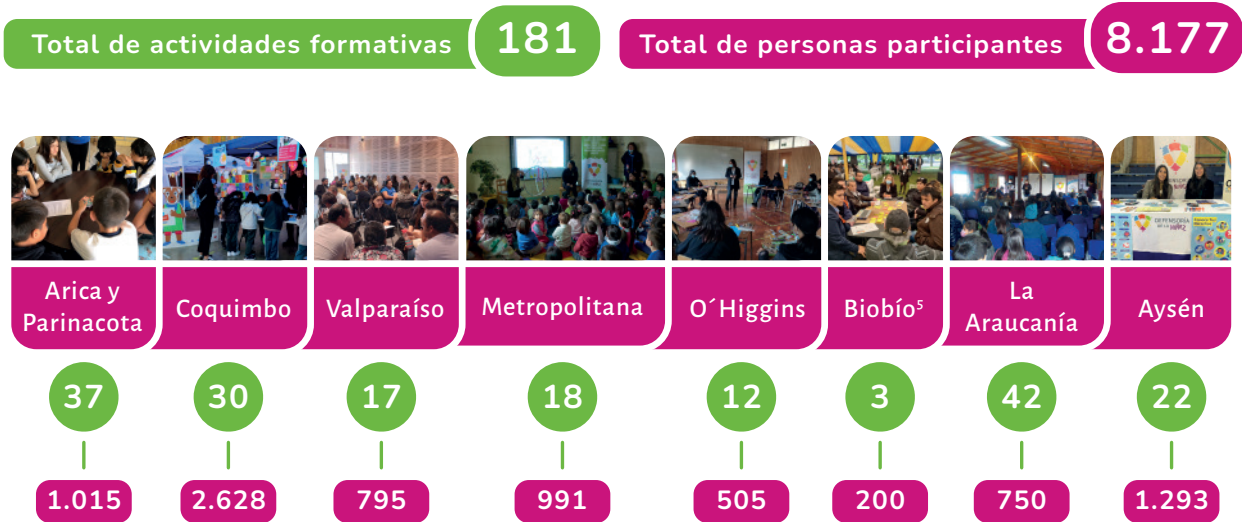 Total de actividades formativas 181
Total de personas participantes 8.177
Arica y
Parinacota
Coquimbo
Valparaíso
Metropolitana
O´Higgins
Biobío⁵
La
Araucanía
Aysén
37
30
17
18
12
3
42
22
1.015
2.628
795
991
505
200
750
1.293